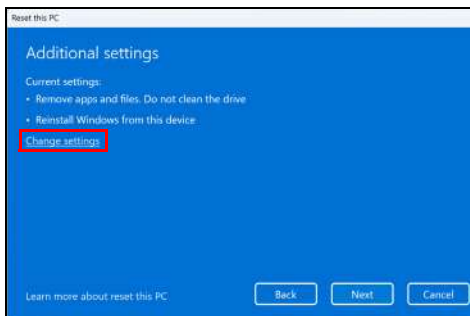 Reset this PC
Additional settings
Current settings:
• Remove apps and files. Do not clean the drive
• Reinstall Windows from this device
Change settings
Learn more about reset this PC
Back
Next
Cancel